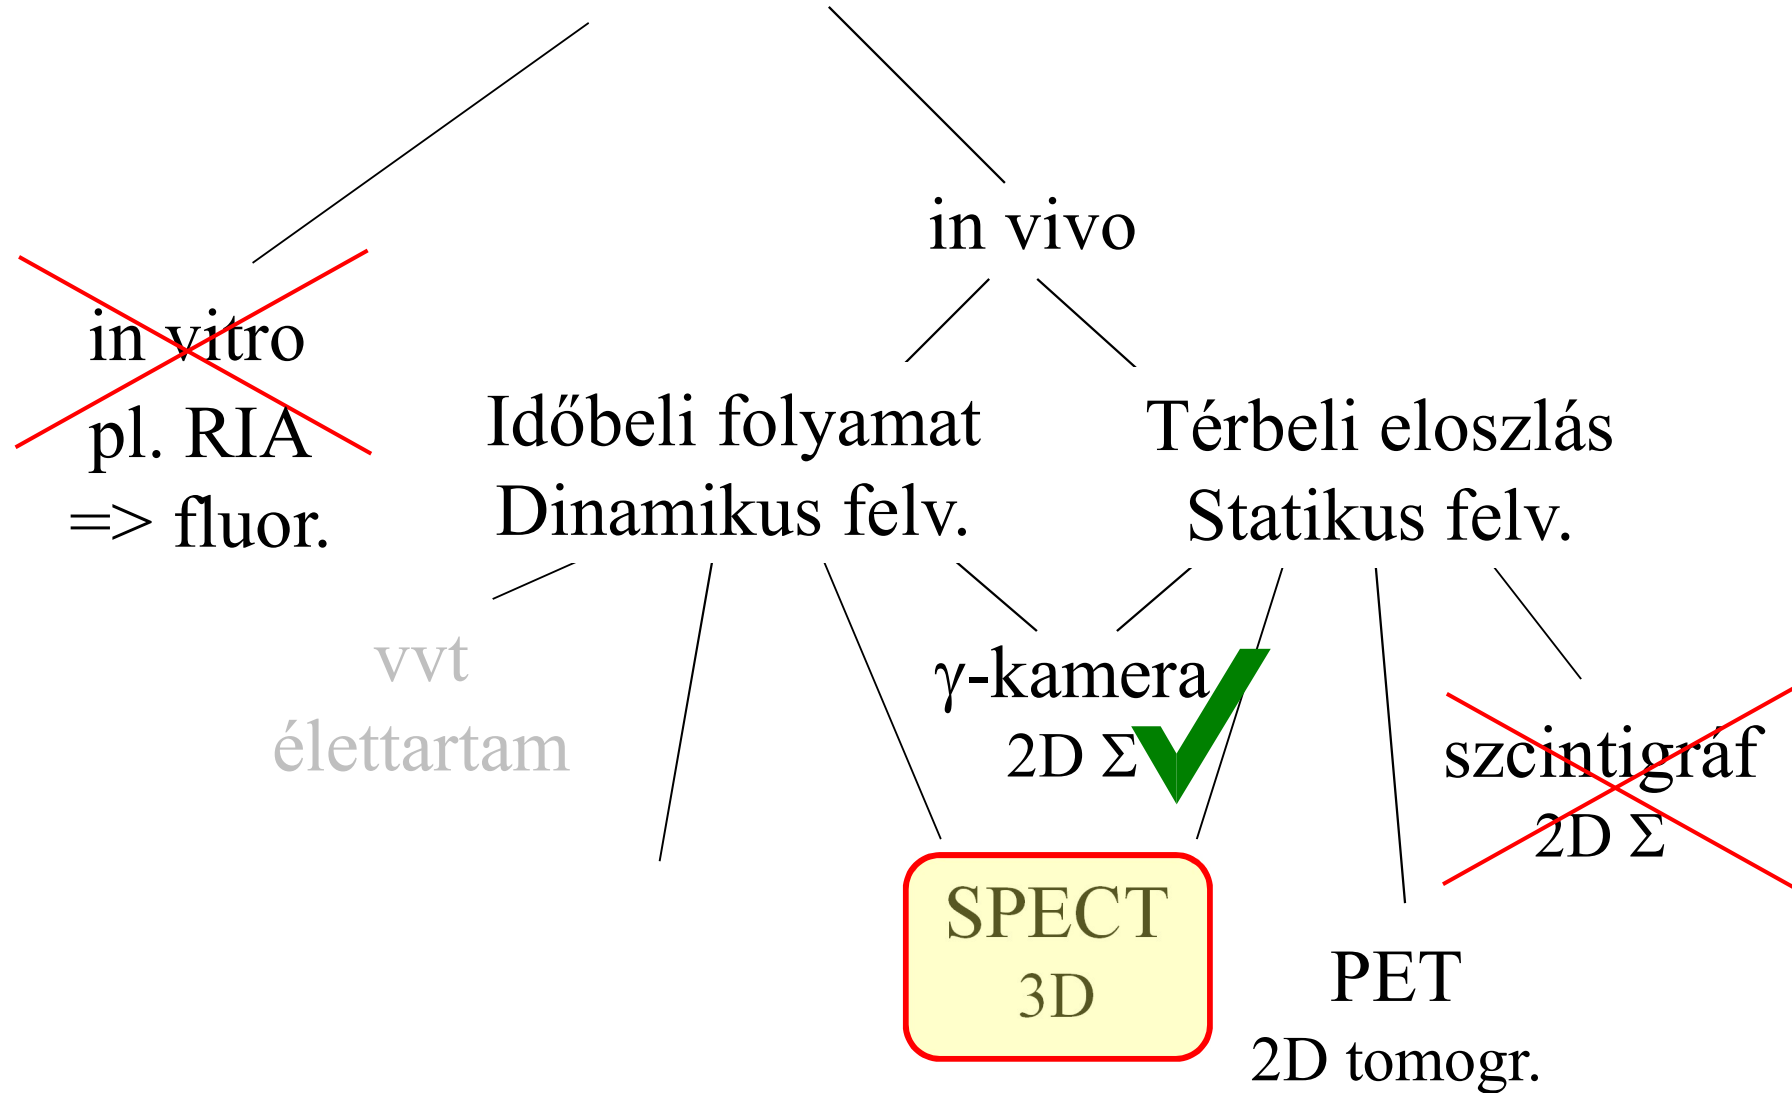 in vivo
in vitro
pl. RIA
=> fluor.
Időbeli folyamat
Dinamikus felv.
Térbeli eloszlás
Statikus felv.
vvt
élettartam
γ-kamera
2D Σ
szcintigráf
2D Σ
SPECT
3D
PET
2D tomogr.